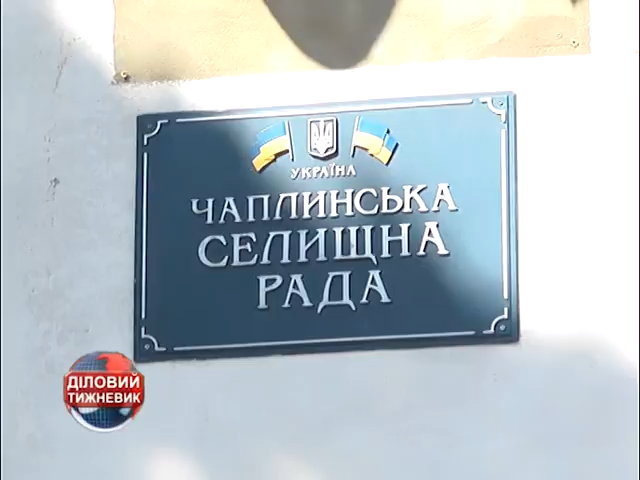 УКРАЇНА
ЧАПЛИНСЬКА
СЕЛИЩНА
РАДА
ДІЛОВИЙ
ТИЖНЕВИК